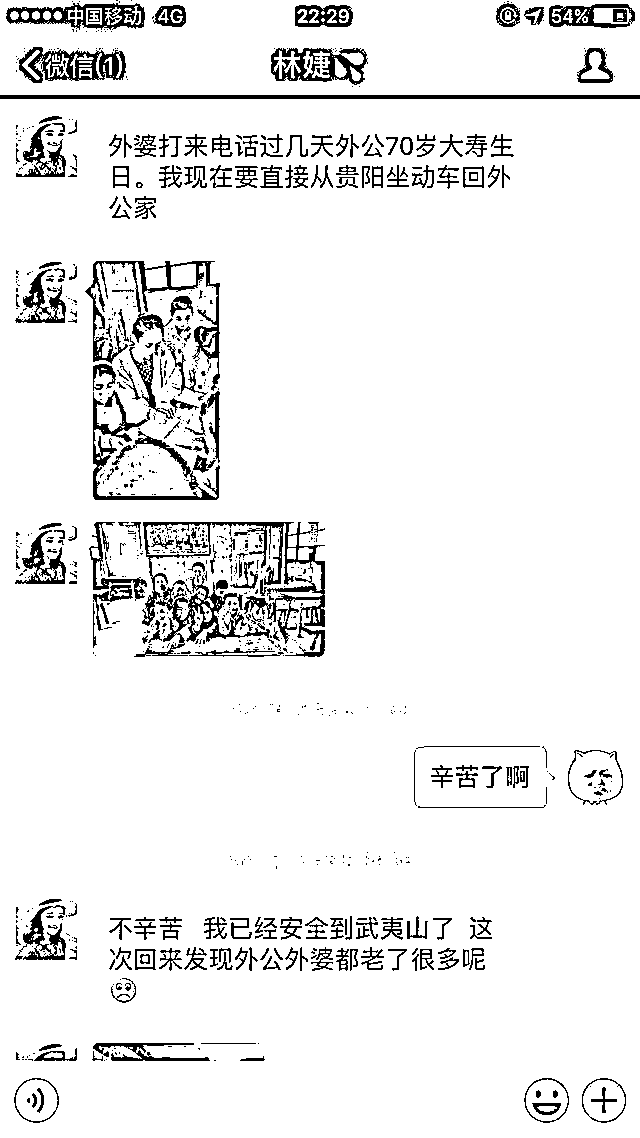 中国移动 4G 22:29 54%
微信(1) 林婕
外婆打来电话过几天外公70岁大寿生
日。我现在要直接从贵阳坐动车回外
公家
辛苦了啊
不辛苦 我已经安全到武夷山了 这
次回来发现外公外婆都老了很多呢